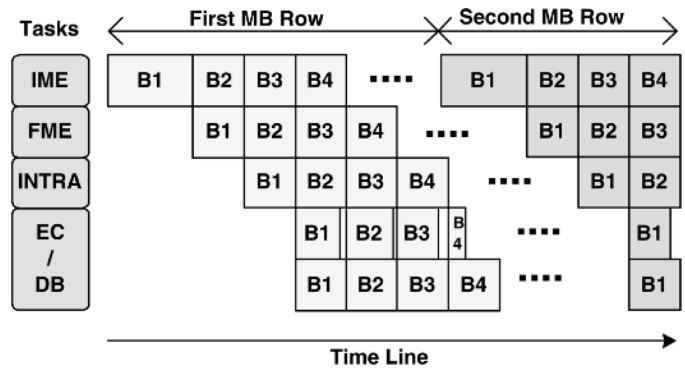 Tasks First MB Row Second MB Row
IME B1 B2 B3 B4 .... B1 B2 B3 B4
FME B1 B2 B3 B4 .... B1 B2 B3
INTRA B1 B2 B3 B4 .... B1 B2
EC / DB B1 B2 B3 B4 .... B1
B1 B2 B3 B4 .... B1
Time Line